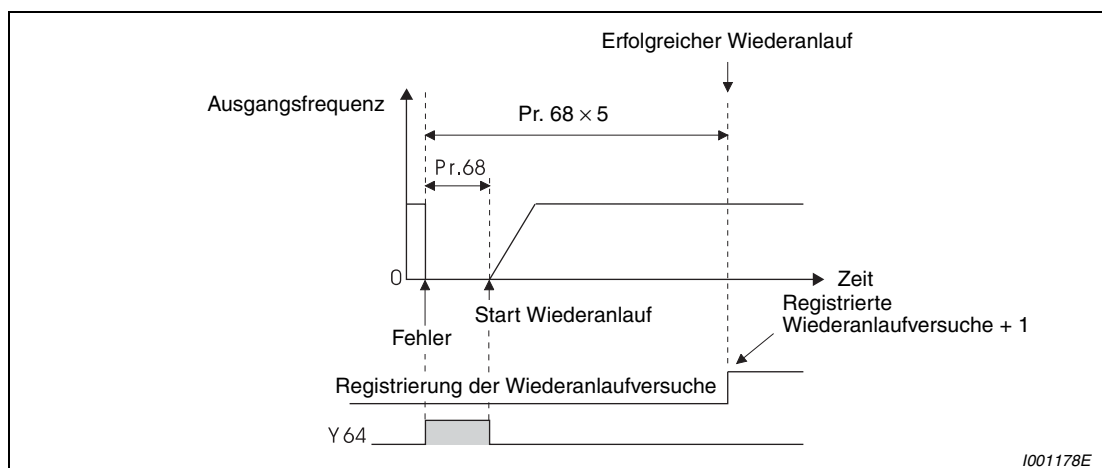 Erfolgreicher Wiederanlauf
Ausgangsfrequenz
Pr. 68 × 5
Pr.68
0
Zeit
Start Wiederanlauf
Registrierte
Wiederanlaufversuche + 1
Fehler
Registrierung der Wiederanlaufversuche
Y64
I001178E